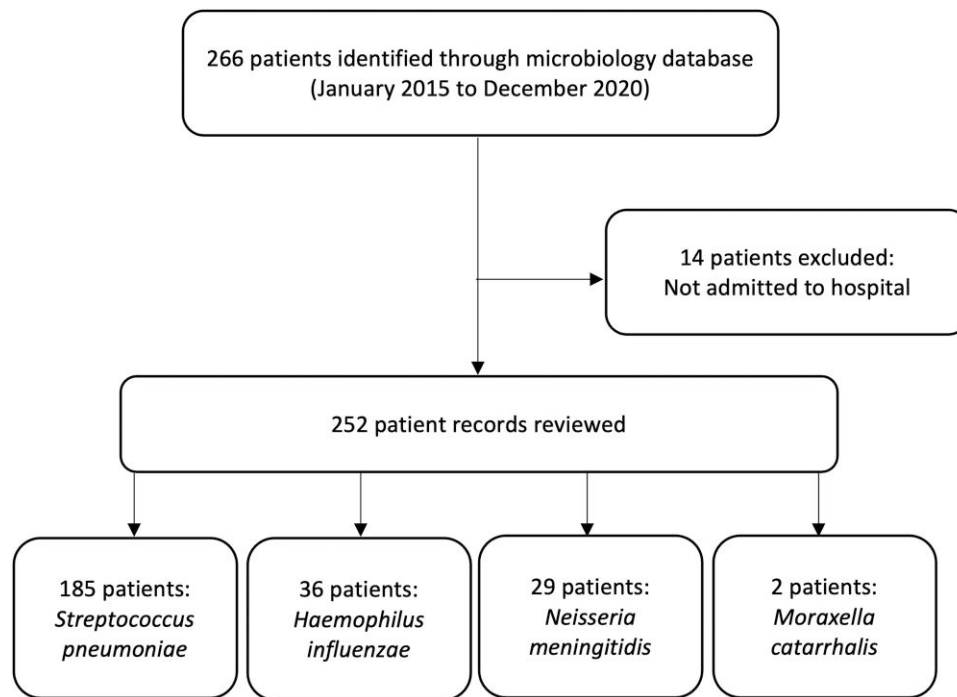 266 patients identified through microbiology database
(January 2015 to December 2020)
14 patients excluded:
Not admitted to hospital
252 patient records reviewed
185 patients:
Streptococcus
pneumoniae
36 patients:
Haemophilus
influenzae
29 patients:
Neisseria
meningitidis
2 patients:
Moraxella
catarrhalis